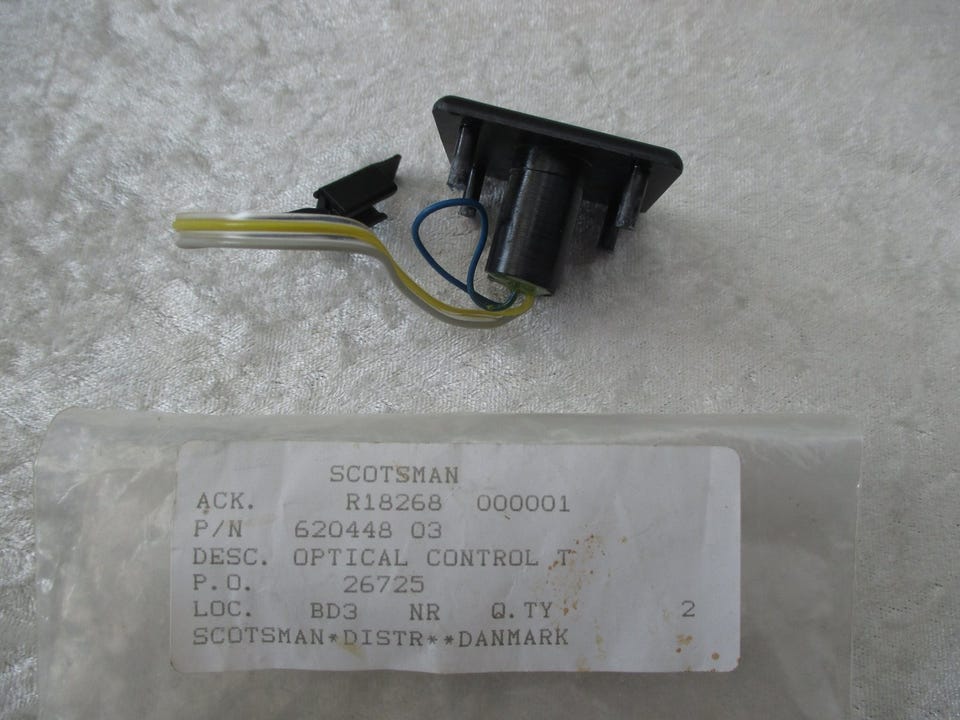 SCOTSMAN
ACK. R18268 000001
P/N 620448 03
DESC. OPTICAL CONTROL T
P.O. 26725
LOC. BD3 NR Q.TY 2
SCOTSMAN*DISTR**DANMARK